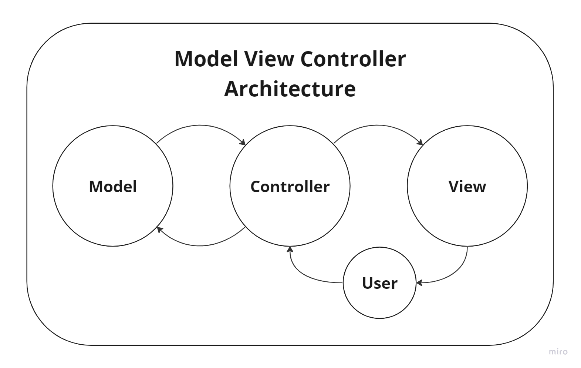 Model View Controller
Architecture
Model
Controller
View
User
miro